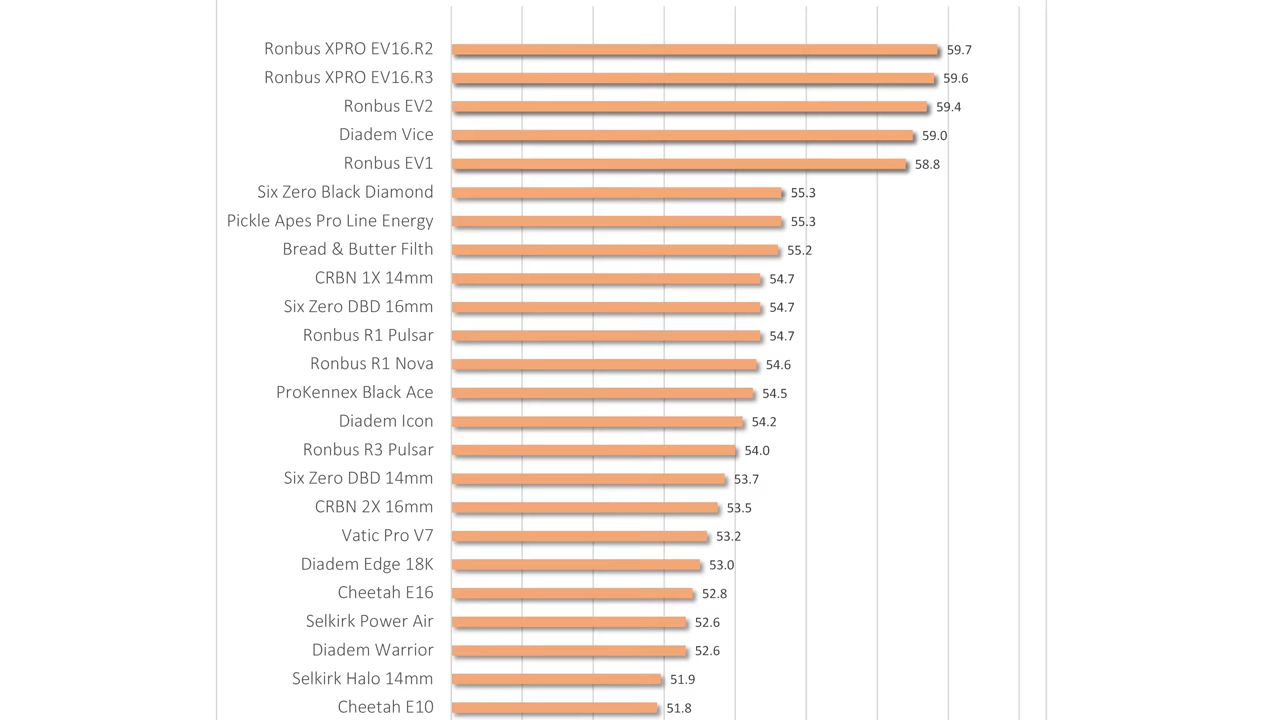 Ronbus XPRO EV16.R2 59.7
Ronbus XPRO EV16.R3 59.6
Ronbus EV2 59.4
Diadem Vice 59.0
Ronbus EV1 58.8
Six Zero Black Diamond 55.3
Pickle Apes Pro Line Energy 55.3
Bread & Butter Filth 55.2
CRBN 1X 14mm 54.7
Six Zero DBD 16mm 54.7
Ronbus R1 Pulsar 54.7
Ronbus R1 Nova 54.6
ProKennex Black Ace 54.5
Diadem Icon 54.2
Ronbus R3 Pulsar 54.0
Six Zero DBD 14mm 53.7
CRBN 2X 16mm 53.5
Vatic Pro V7 53.2
Diadem Edge 18K 53.0
Cheetah E16 52.8
Selkirk Power Air 52.6
Diadem Warrior 52.6
Selkirk Halo 14mm 51.9
Cheetah E10 51.8